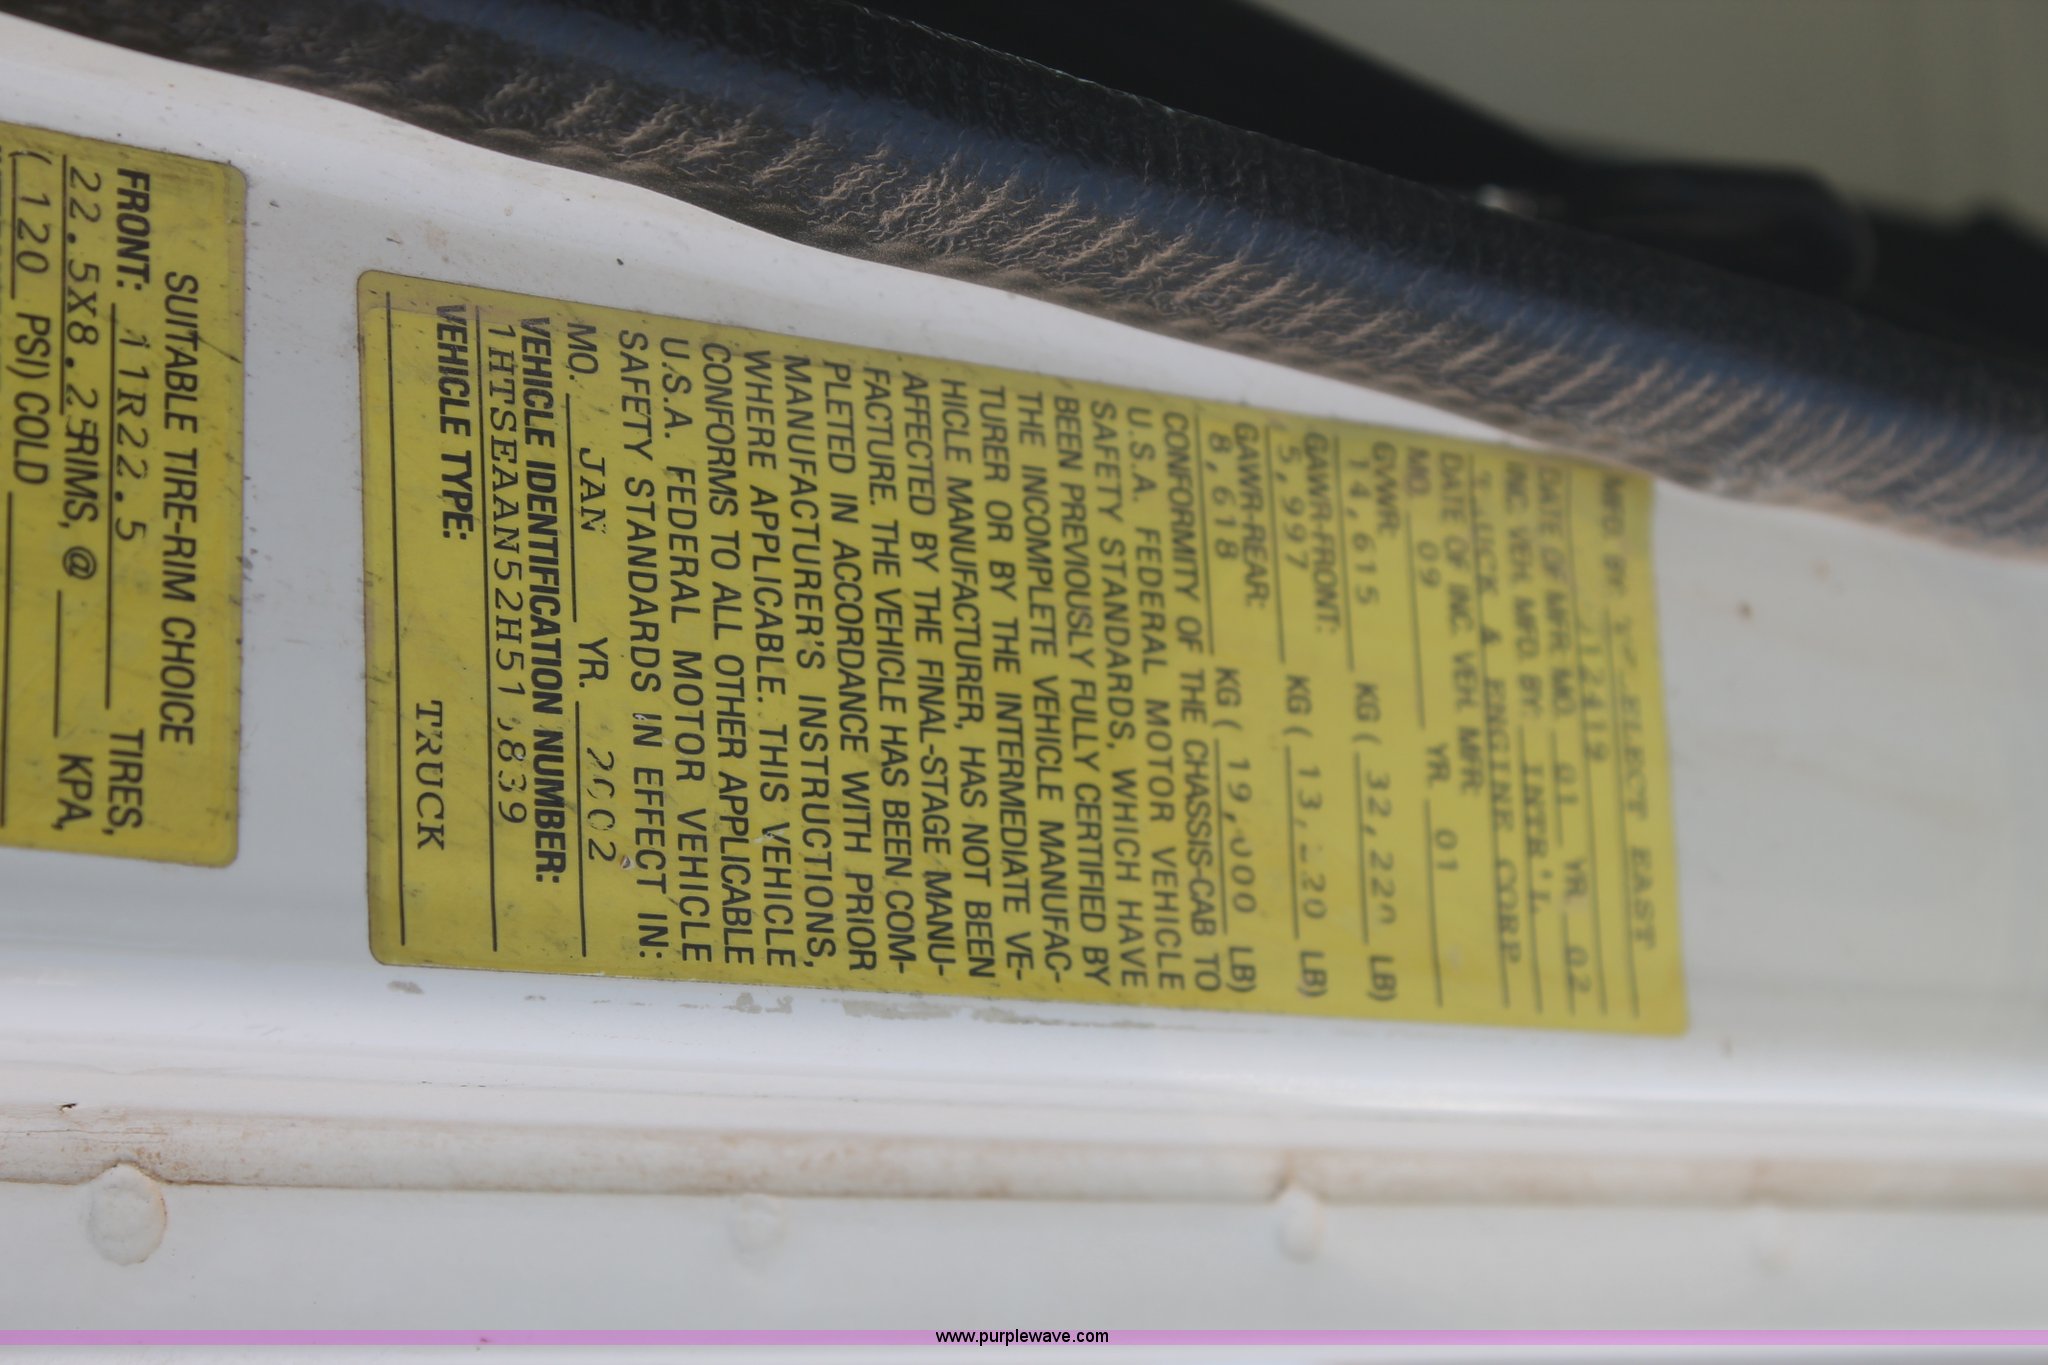 MFD. BY: ELECT EAST
12419
DATE OF MFR. MO. 01 YR. 02
INC. VEH. MFD. BY: INTR'L
TRUCK & ENGINE CORP
DATE OF INC. VEH. MFR.
MO. 09 YR. 01
GVWR:
14,615 KG ( 32,220 LB)
GAWR-FRONT:
5,997 KG ( LB)
GAWR-REAR:
8,618 KG ( 19,000 LB)
CONFORMITY OF THE CHASSIS-CAB TO
U.S.A. FEDERAL MOTOR VEHICLE
SAFETY STANDARDS, WHICH HAVE
BEEN PREVIOUSLY FULLY CERTIFIED BY
THE INCOMPLETE VEHICLE MANUFAC-
TURER OR BY THE INTERMEDIATE VE-
HICLE MANUFACTURER, HAS NOT BEEN
AFFECTED BY THE FINAL-STAGE MANU-
FACTURE. THE VEHICLE HAS BEEN COM-
PLETED IN ACCORDANCE WITH PRIOR
MANUFACTURER'S INSTRUCTIONS,
WHERE APPLICABLE. THIS VEHICLE
CONFORMS TO ALL OTHER APPLICABLE
U.S.A. FEDERAL MOTOR VEHICLE
SAFETY STANDARDS IN EFFECT IN:
MO. JAN YR. 2002
VEHICLE IDENTIFICATION NUMBER:
1HTSEAAN52H51,839
VEHICLE TYPE:
TRUCK
SUITABLE TIRE-RIM CHOICE
FRONT: 11R22.5 TIRES,
22.5X8.25RIMS, @ KPA,
( 120 PSI) COLD
www.purplewave.com